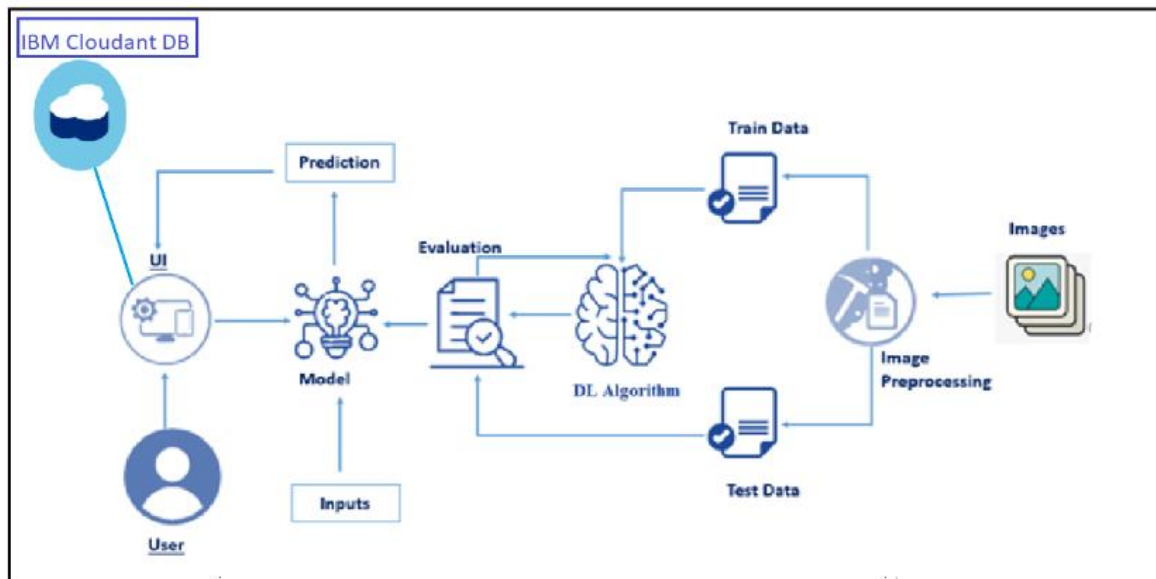 IBM Cloudant DB
Train Data
Prediction
Images
Evaluation
UI
Image
Preprocessing
Model
DL Algorithm
Inputs
Test Data
User